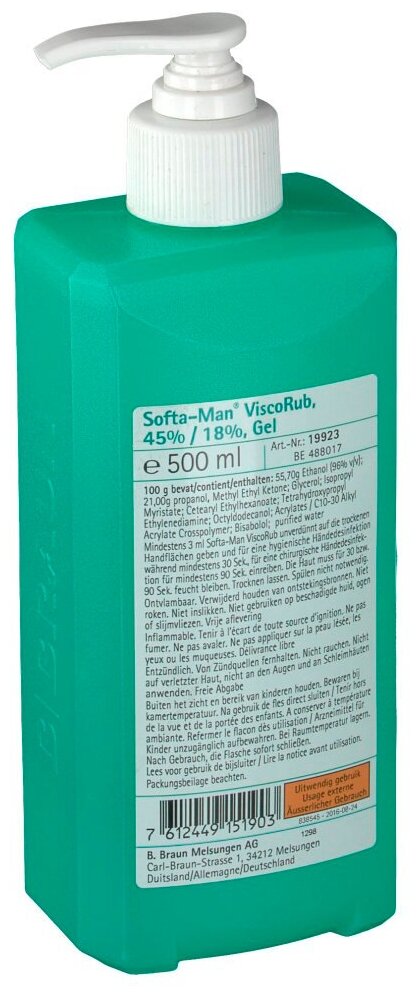 Softa-Man® ViscoRub,
45% / 18%, Gel
e 500 ml
Art.-Nr.: 19923
BE 488017
100 g bevat/contient/enthalten: 55,70g Ethanol (96% v/v);
21,00g propanol, Methyl Ethyl Ketone; Glycerol; Isopropyl
Myristate; Cetearyl Ethylhexanoate; Tetrahydroxypropyl
Ethylenediamine; Octyldodecanol; Acrylates / C10-30 Alkyl
Acrylate Crosspolymer; Bisabolol; purified water
Mindestens 3 ml Softa-Man ViscoRub unverdünnt auf die trockenen
Handflächen geben und für eine hygienische Händedesinfektion
während mindestens 30 Sek., für eine chirurgische Händedesinfek-
tion für mindestens 90 Sek. einreiben. Die Haut muss für 30 bzw.
90 Sek. feucht bleiben. Trocknen lassen. Spülen nicht notwendig.
Ontvlambaar. Verwijderd houden van ontstekingsbronnen. Niet
roken. Niet inslikken. Niet gebruiken op beschadigde huid, ogen
of slijmvliezen. Vrije aflevering
Inflammable. Tenir à l'écart de toute source d'ignition. Ne pas
fumer. Ne pas avaler. Ne pas appliquer sur la peau lésée, les
yeux ou les muqueuses. Délivrance libre
Entzündlich. Von Zündquellen fernhalten. Nicht rauchen. Nicht
auf verletzter Haut, nicht an den Augen und an Schleimhäuten
anwenden. Freie Abgabe
Buiten het zicht en bereik van kinderen houden. Bewaren bij
kamertemperatuur. Na gebruik de fles direct sluiten / Tenir hors
de la vue et de la portée des enfants. A conserver à température
ambiante. Refermer le flacon dès utilisation / Arzneimittel für
Kinder unzugänglich aufbewahren. Bei Raumtemperatur lagern.
Nach Gebrauch, die Flasche sofort schließen.
Lees voor gebruik de bijsluiter / Lire la notice avant utilisation.
Packungsbeilage beachten.
Uitwendig gebruik
Usage externe
Äusserlicher Gebrauch
838545 - 2016-08-24
7 612449 151903
1298
B. Braun Melsungen AG
Carl-Braun-Strasse 1, 34212 Melsungen
Duitsland/Allemagne/Deutschland